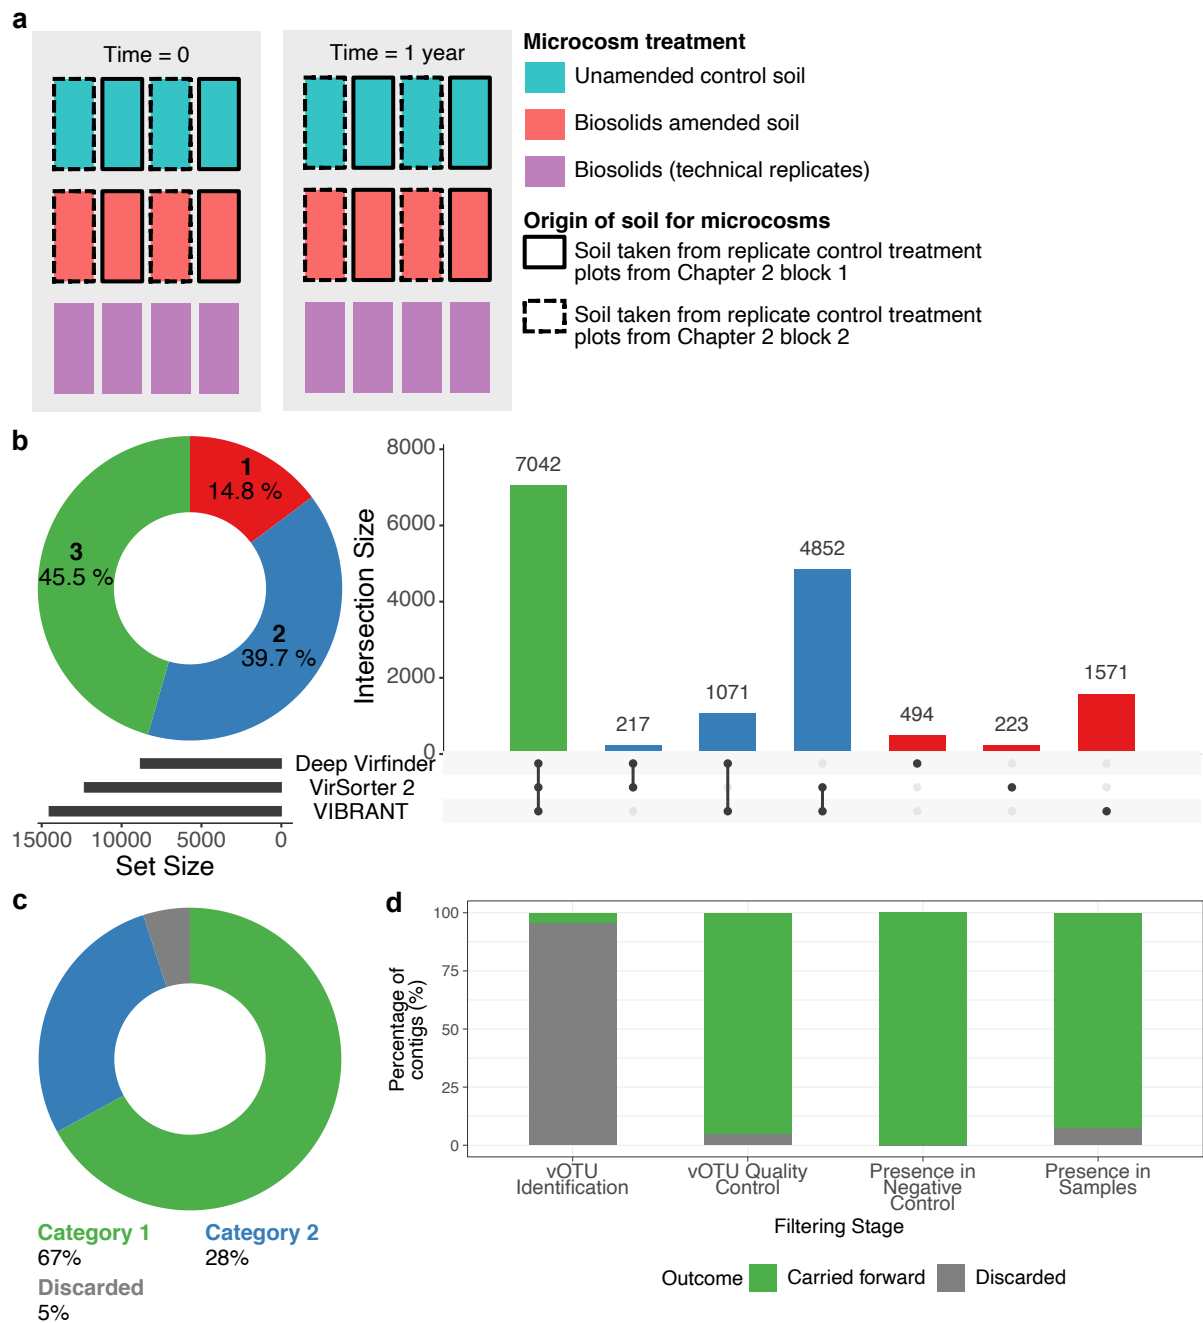 a
Time = 0
Time = 1 year
Microcosm treatment
Unamended control soil
Biosolids amended soil
Biosolids (technical replicates)
Origin of soil for microcosms
Soil taken from replicate control treatment
plots from Chapter 2 block 1
Soil taken from replicate control treatment
plots from Chapter 2 block 2
b
1
14.8 %
2
39.7 %
3
45.5 %
Intersection Size
8000
6000
4000
2000
0
7042
217
1071
4852
494
223
1571
Deep Virfinder
VirSorter 2
VIBRANT
15000 10000 5000 0
Set Size
c
Category 1
67%
Category 2
28%
Discarded
5%
d
Percentage of
contigs (%)
100
75
50
25
0
vOTU
Identification
vOTU Quality
Control
Presence in
Negative
Control
Presence in
Samples
Filtering Stage
Outcome Carried forward Discarded